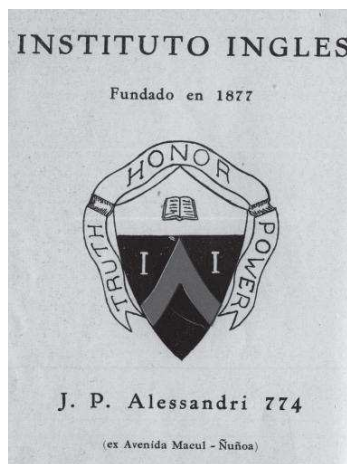 INSTITUTO INGLES
Fundado en 1877
HONOR
TRUTH
POWER
I I
J. P. Alessandri 774
(ex Avenida Macul - Ñuñoa)